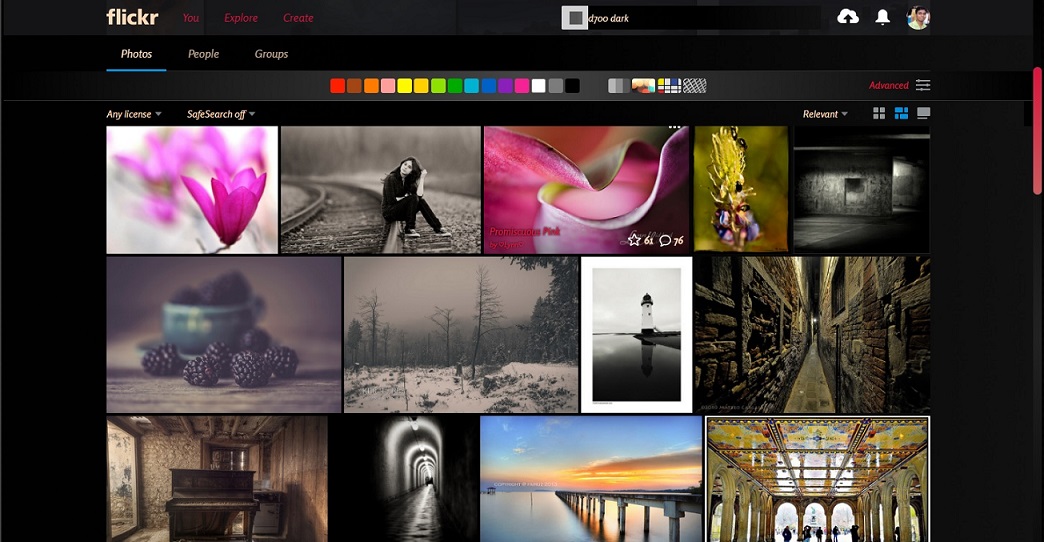 flickr You Explore Create d700 dark
Photos People Groups
Advanced
Any license SafeSearch off Relevant
Promiscuous Pink
61 76